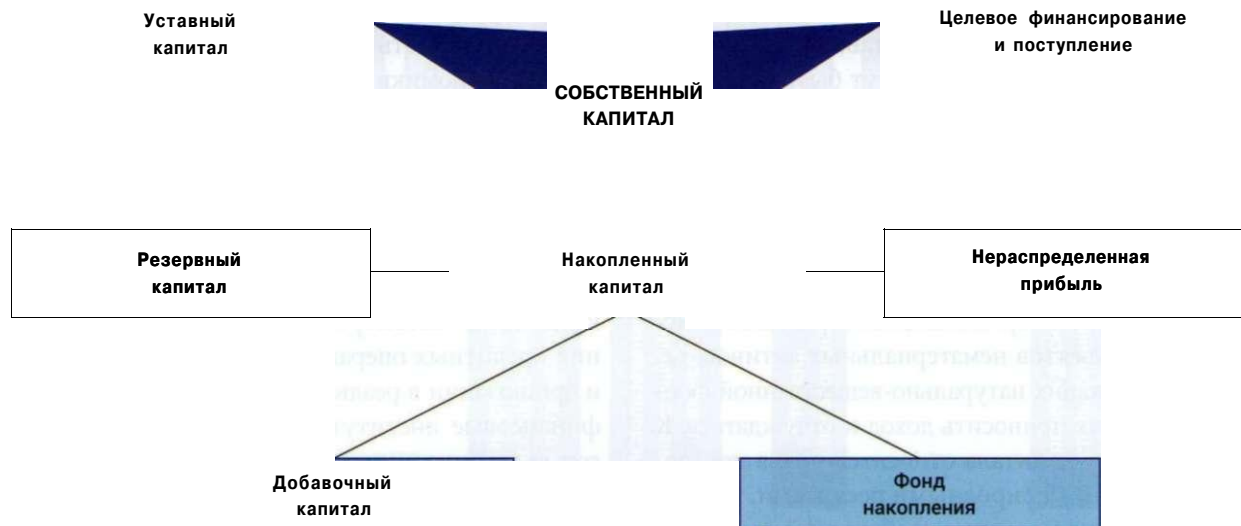 Уставный
капитал
Целевое финансирование
и поступление
СОБСТВЕННЫЙ
КАПИТАЛ
Резервный
капитал
Накопленный
капитал
Нераспределенная
прибыль
Добавочный
капитал
Фонд
накопления